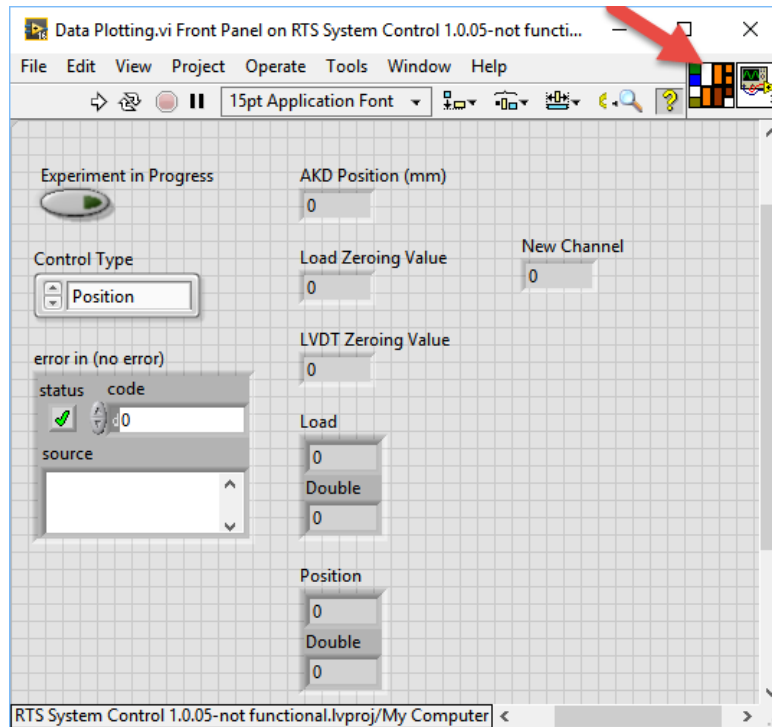 Data Plotting.vi Front Panel on RTS System Control 1.0.05-not functi...
File Edit View Project Operate Tools Window Help
15pt Application Font
Experiment in Progress
AKD Position (mm)
0
Control Type
Position
Load Zeroing Value
0
New Channel
0
LVDT Zeroing Value
0
error in (no error)
status code
d0
source
Load
0
Double
0
Position
0
Double
0
RTS System Control 1.0.05-not functional.lvproj/My Computer